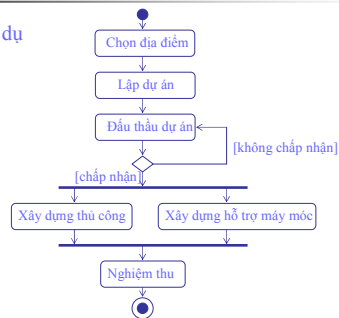 dụ
Chọn địa điểm
Lập dự án
Đấu thầu dự án
[không chấp nhận]
[chấp nhận]
Xây dựng thủ công
Xây dựng hỗ trợ máy móc
Nghiệm thu